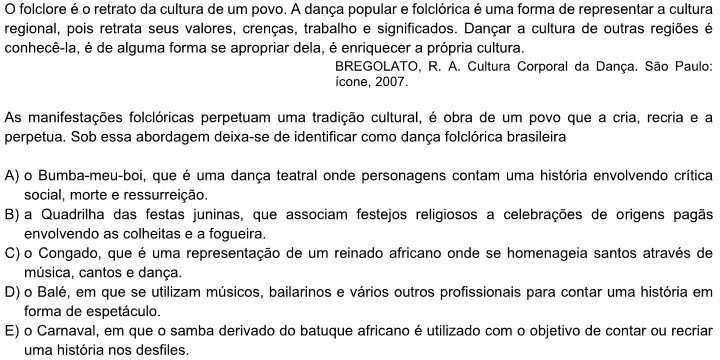 O folclore é o retrato da cultura de um povo. A dança popular e folclórica é uma forma de representar a cultura
regional, pois retrata seus valores, crenças, trabalho e significados. Dançar a cultura de outras regiões é
conhecê-la, é de alguma forma se apropriar dela, é enriquecer a própria cultura.
BREGOLATO, R. A. Cultura Corporal da Dança. São Paulo:
ícone, 2007.
As manifestações folclóricas perpetuam uma tradição cultural, é obra de um povo que a cria, recria e a
perpetua. Sob essa abordagem deixa-se de identificar como dança folclórica brasileira
A) o Bumba-meu-boi, que é uma dança teatral onde personagens contam uma história envolvendo crítica
social, morte e ressurreição.
B) a Quadrilha das festas juninas, que associam festejos religiosos a celebrações de origens pagãs
envolvendo as colheitas e a fogueira.
C) o Congado, que é uma representação de um reinado africano onde se homenageia santos através de
música, cantos e dança.
D) o Balé, em que se utilizam músicos, bailarinos e vários outros profissionais para contar uma história em
forma de espetáculo.
E) o Carnaval, em que o samba derivado do batuque africano é utilizado com o objetivo de contar ou recriar
uma história nos desfiles.